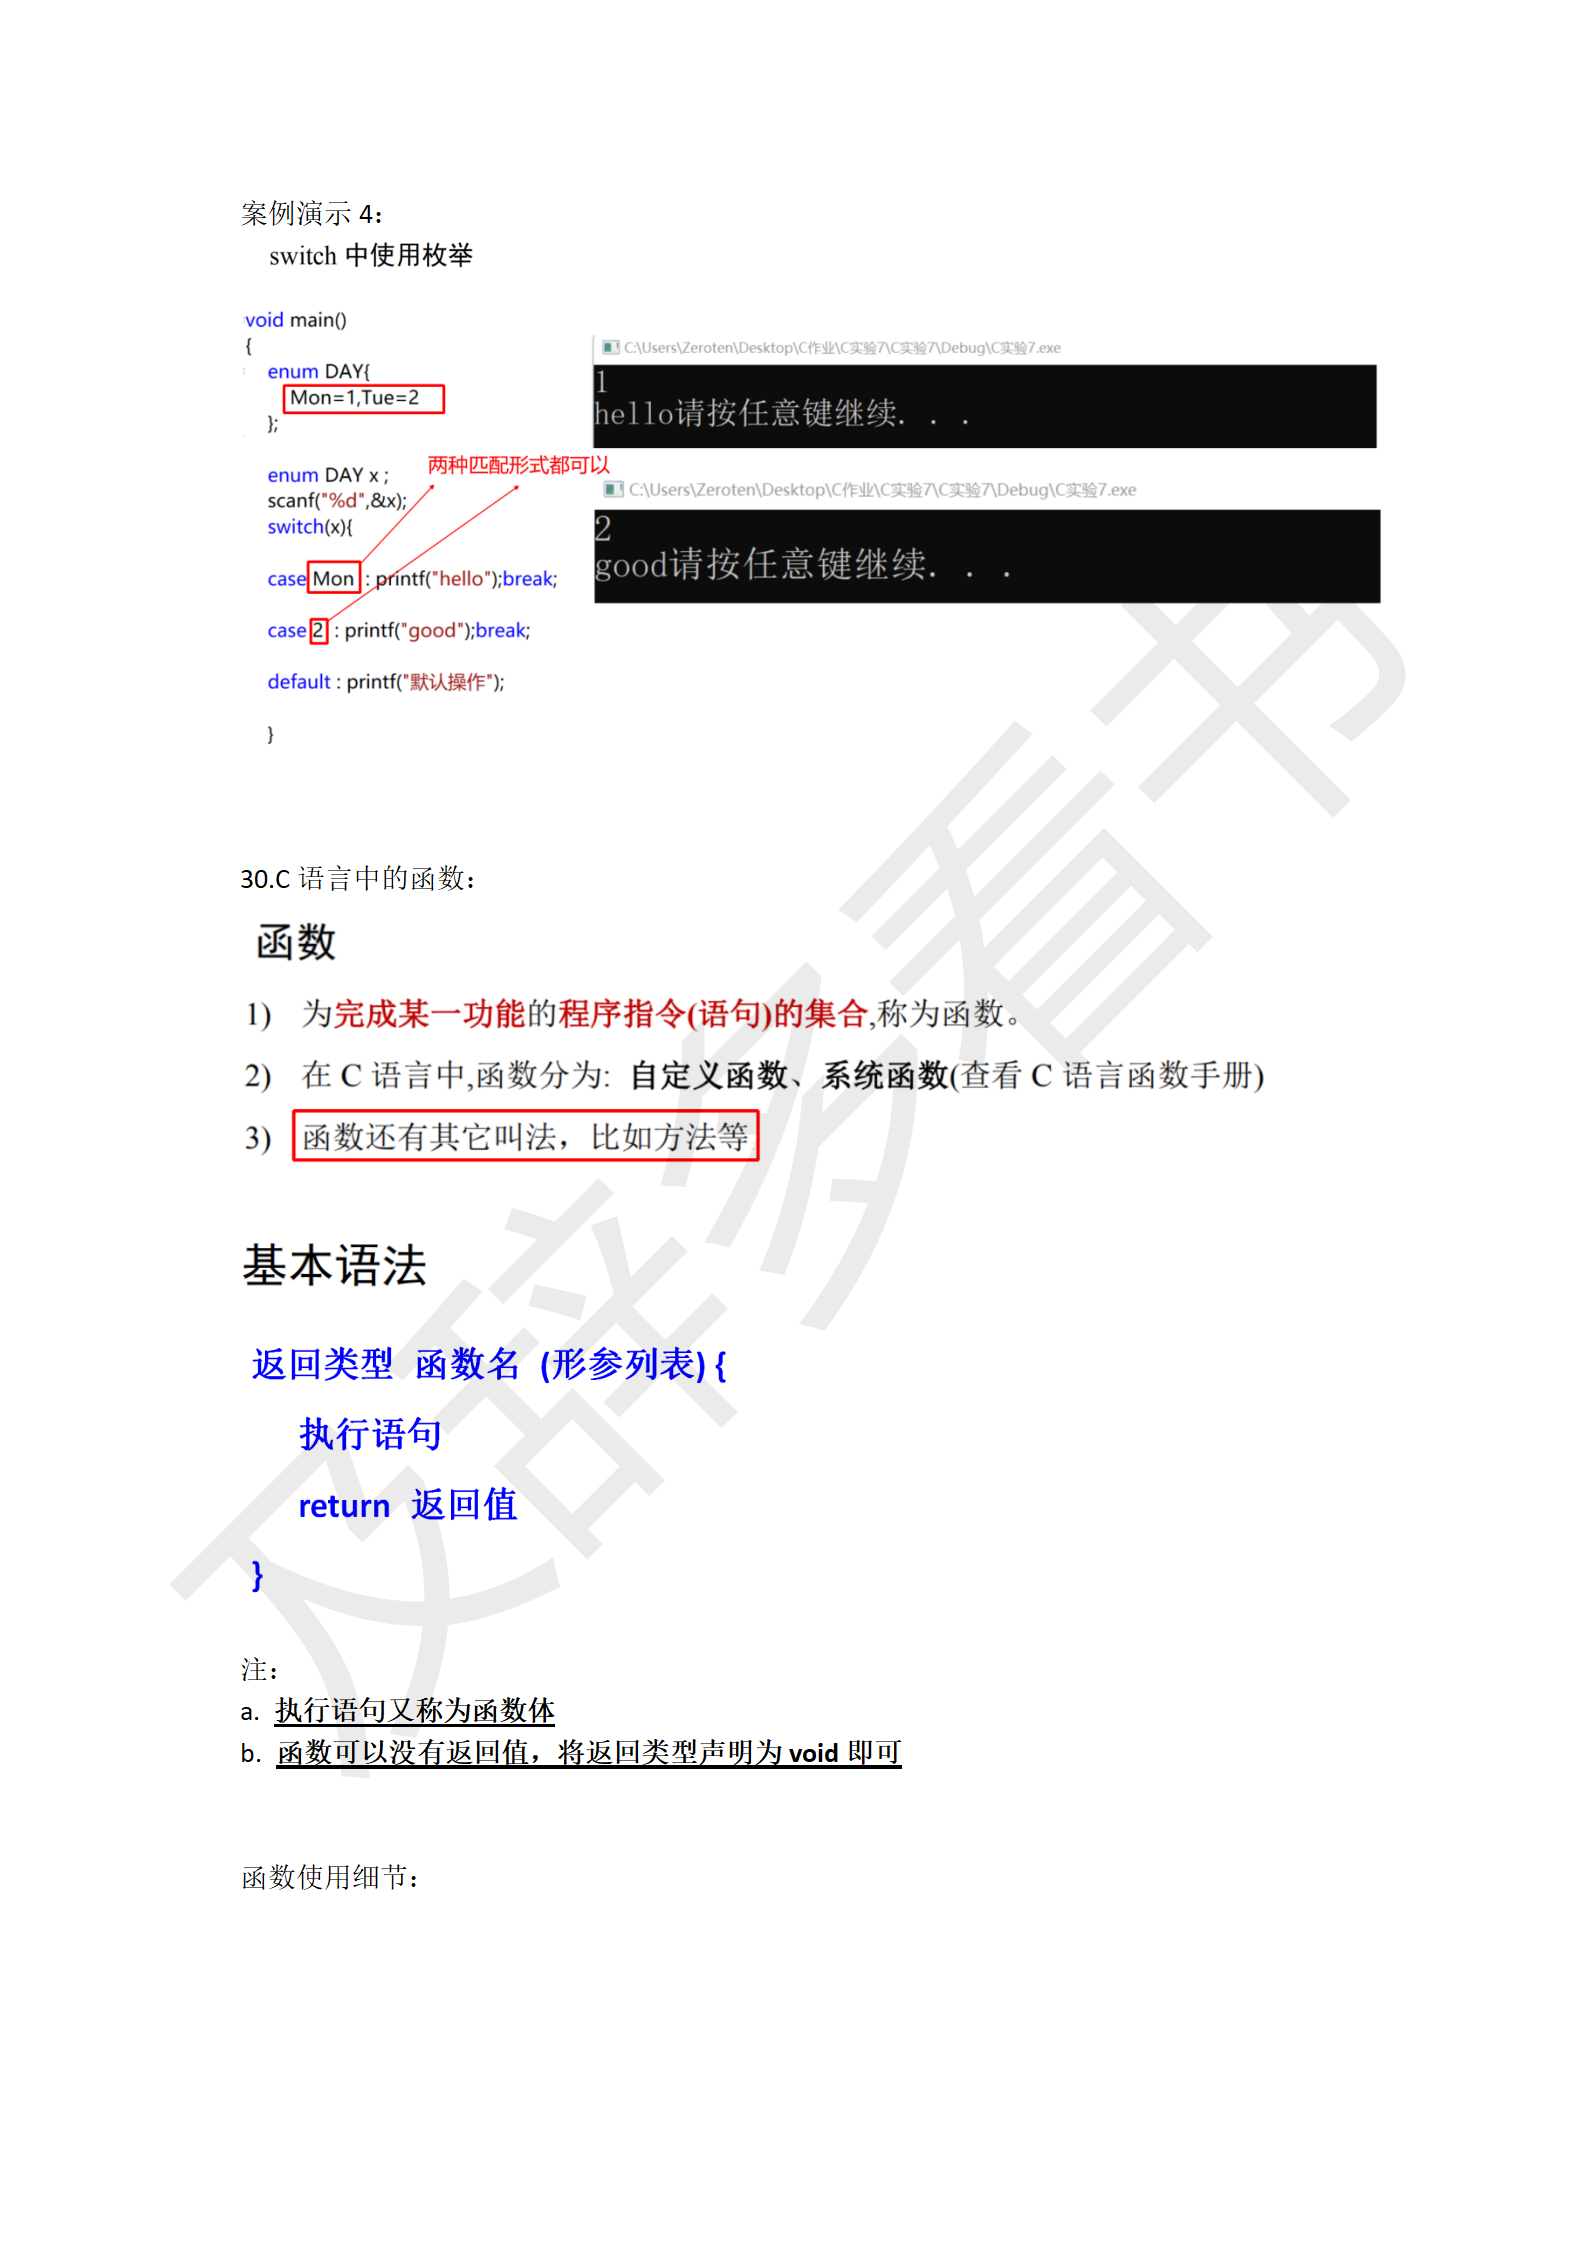 案例演示 4：
switch 中使用枚举
void main()
{
enum DAY{
Mon=1,Tue=2
};
enum DAY x ;
scanf("%d",&x);
switch(x){
case Mon : printf("hello");break;
case 2 : printf("good");break;
default : printf("默认操作");
}
两种匹配形式都可以
C:\Users\Zeroten\Desktop\C作业\C实验7\C实验7\Debug\C实验7.exe
1
hello请按任意键继续. . .
C:\Users\Zeroten\Desktop\C作业\C实验7\C实验7\Debug\C实验7.exe
2
good请按任意键继续. . .
30.C 语言中的函数：
函数
1) 为完成某一功能的程序指令(语句)的集合,称为函数。
2) 在 C 语言中,函数分为: 自定义函数、系统函数(查看 C 语言函数手册)
3) 函数还有其它叫法，比如方法等
基本语法
返回类型 函数名 (形参列表) {
执行语句
return 返回值
}
注：
a. 执行语句又称为函数体
b. 函数可以没有返回值，将返回类型声明为 void 即可
函数使用细节：
及辞多看书